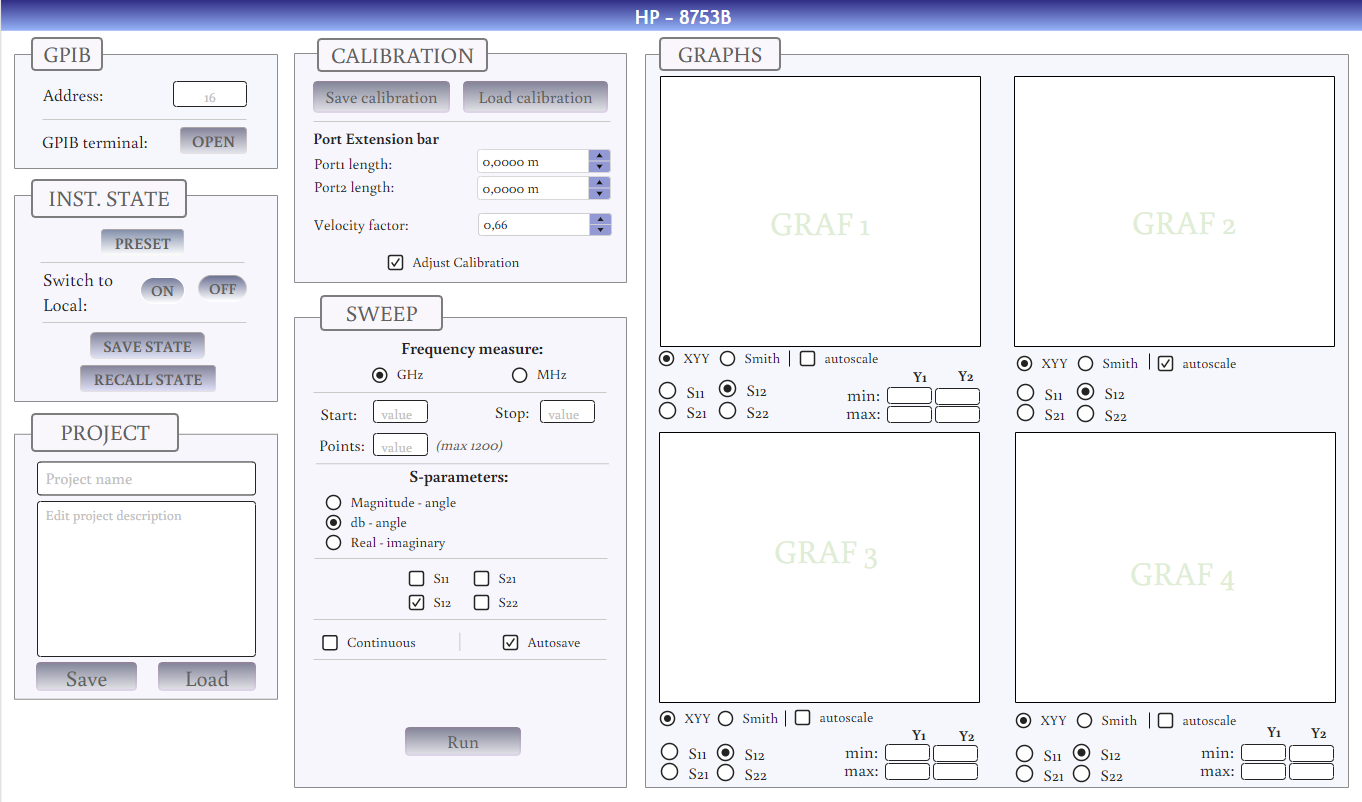 HP – 8753B
GPIB
Address:
16
GPIB terminal:
OPEN
INST. STATE
PRESET
Switch to
Local:
ON
OFF
SAVE STATE
RECALL STATE
PROJECT
Project name
Edit project description
Save
Load
CALIBRATION
Save calibration
Load calibration
Port Extension bar
Port1 length:
0,0000 m
Port2 length:
0,0000 m
Velocity factor:
0,66
Adjust Calibration
SWEEP
Frequency measure:
GHz
MHz
Start:
value
Stop:
value
Points:
value
(max 1200)
S-parameters:
Magnitude - angle
db - angle
Real - imaginary
S11
S21
S12
S22
Continuous
Autosave
Run
GRAPHS
GRAF 1
XYY
Smith
autoscale
S11
S12
S21
S22
Y1
Y2
min:
max:
GRAF 2
XYY
Smith
autoscale
S11
S12
S21
S22
GRAF 3
XYY
Smith
autoscale
S11
S12
S21
S22
Y1
Y2
min:
max:
GRAF 4
XYY
Smith
autoscale
S11
S12
S21
S22
Y1
Y2
min:
max: